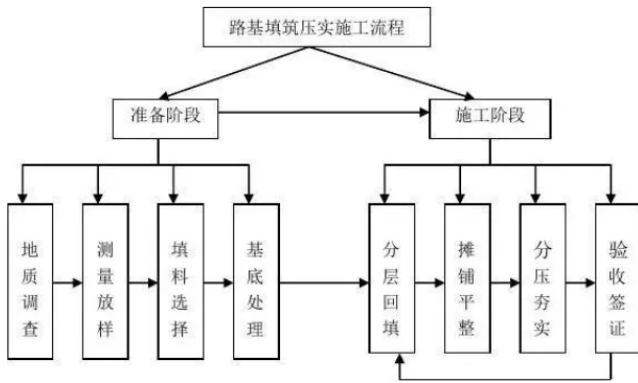 路基填筑压实施工流程
准备阶段
施工阶段
地质调查
测量放样
填料选择
基底处理
分层回填
摊铺平整
分压夯实
验收签证